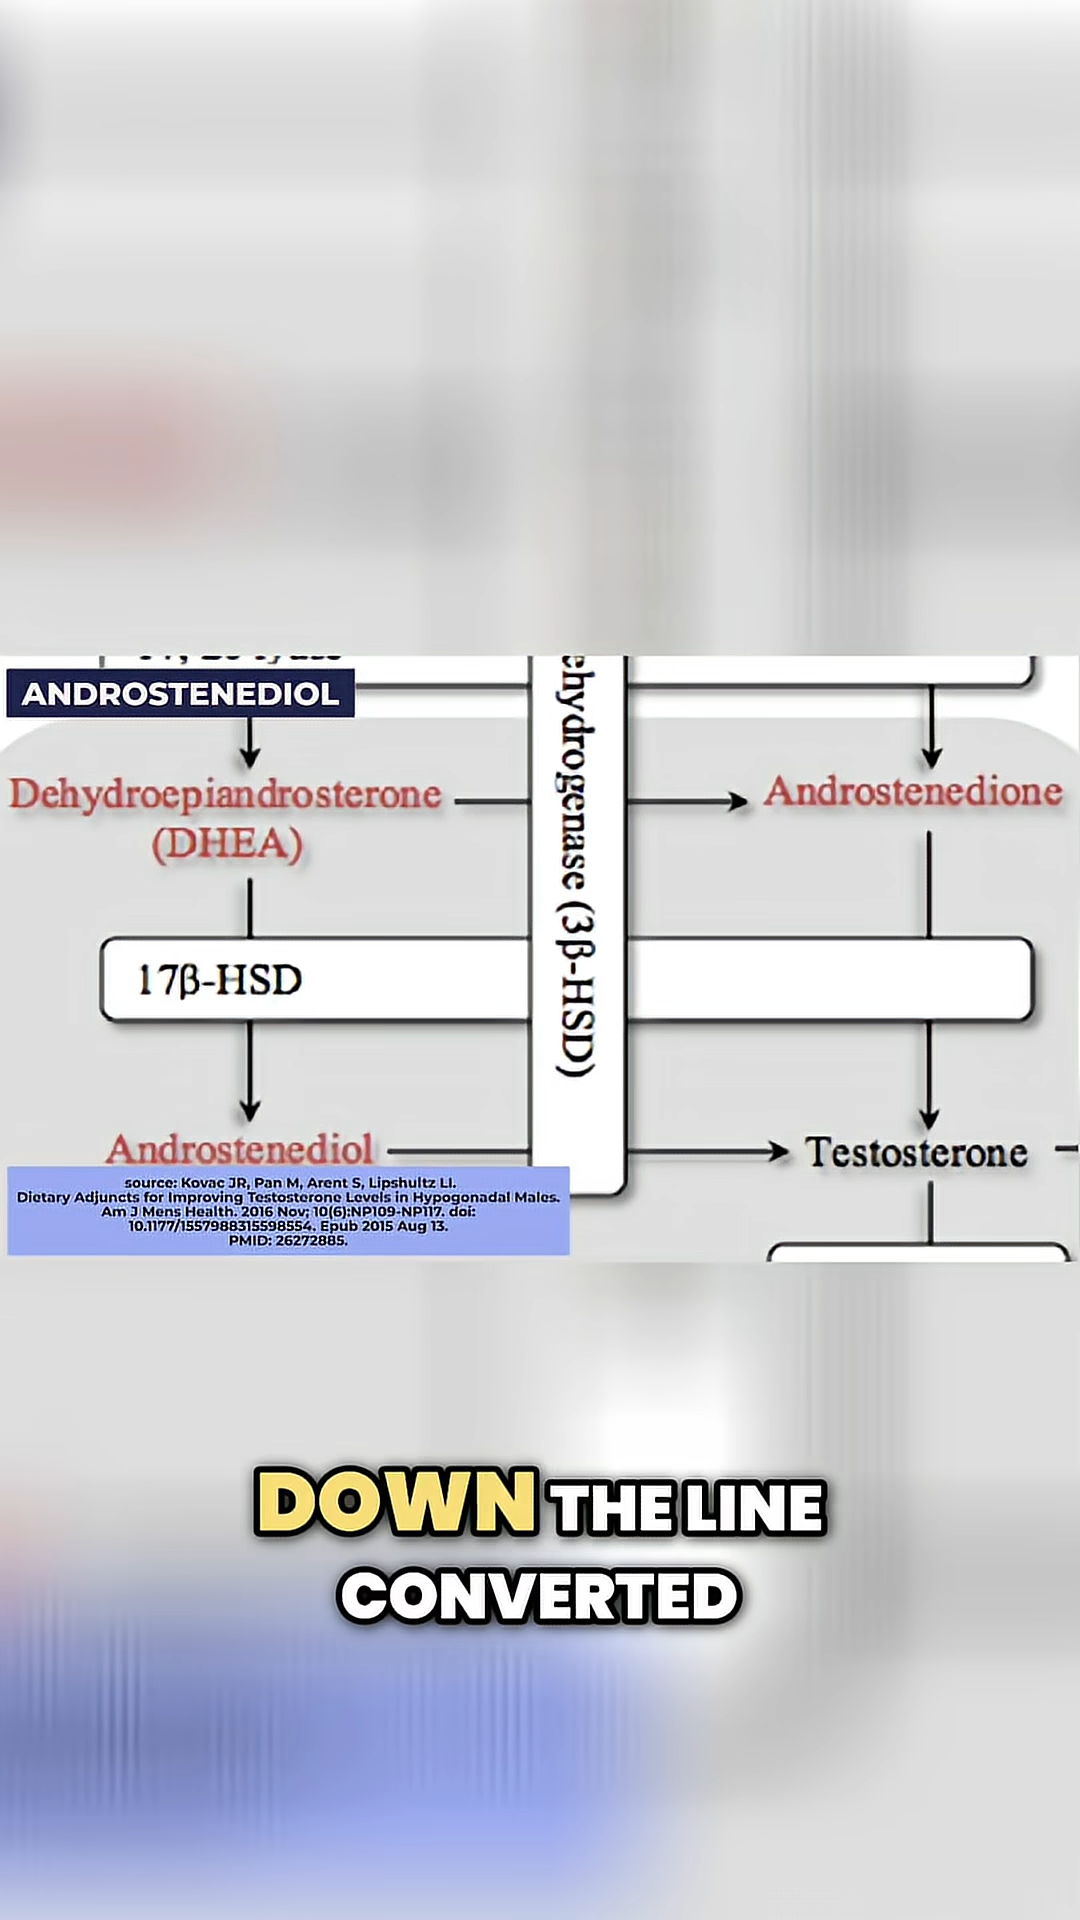 ANDROSTENEDIOL
Dehydroepiandrosterone
(DHEA)
Androstenedione
ehydrogenase (3β-HSD)
17β-HSD
Androstenediol
Testosterone
source: Kovac JR, Pan M, Arent S, Lipshultz LI.
Dietary Adjuncts for Improving Testosterone Levels in Hypogonadal Males.
Am J Mens Health. 2016 Nov; 10(6):NP109-NP117. doi:
10.1177/1557988315598554. Epub 2015 Aug 13.
PMID: 26272885.
DOWN THE LINE
CONVERTED